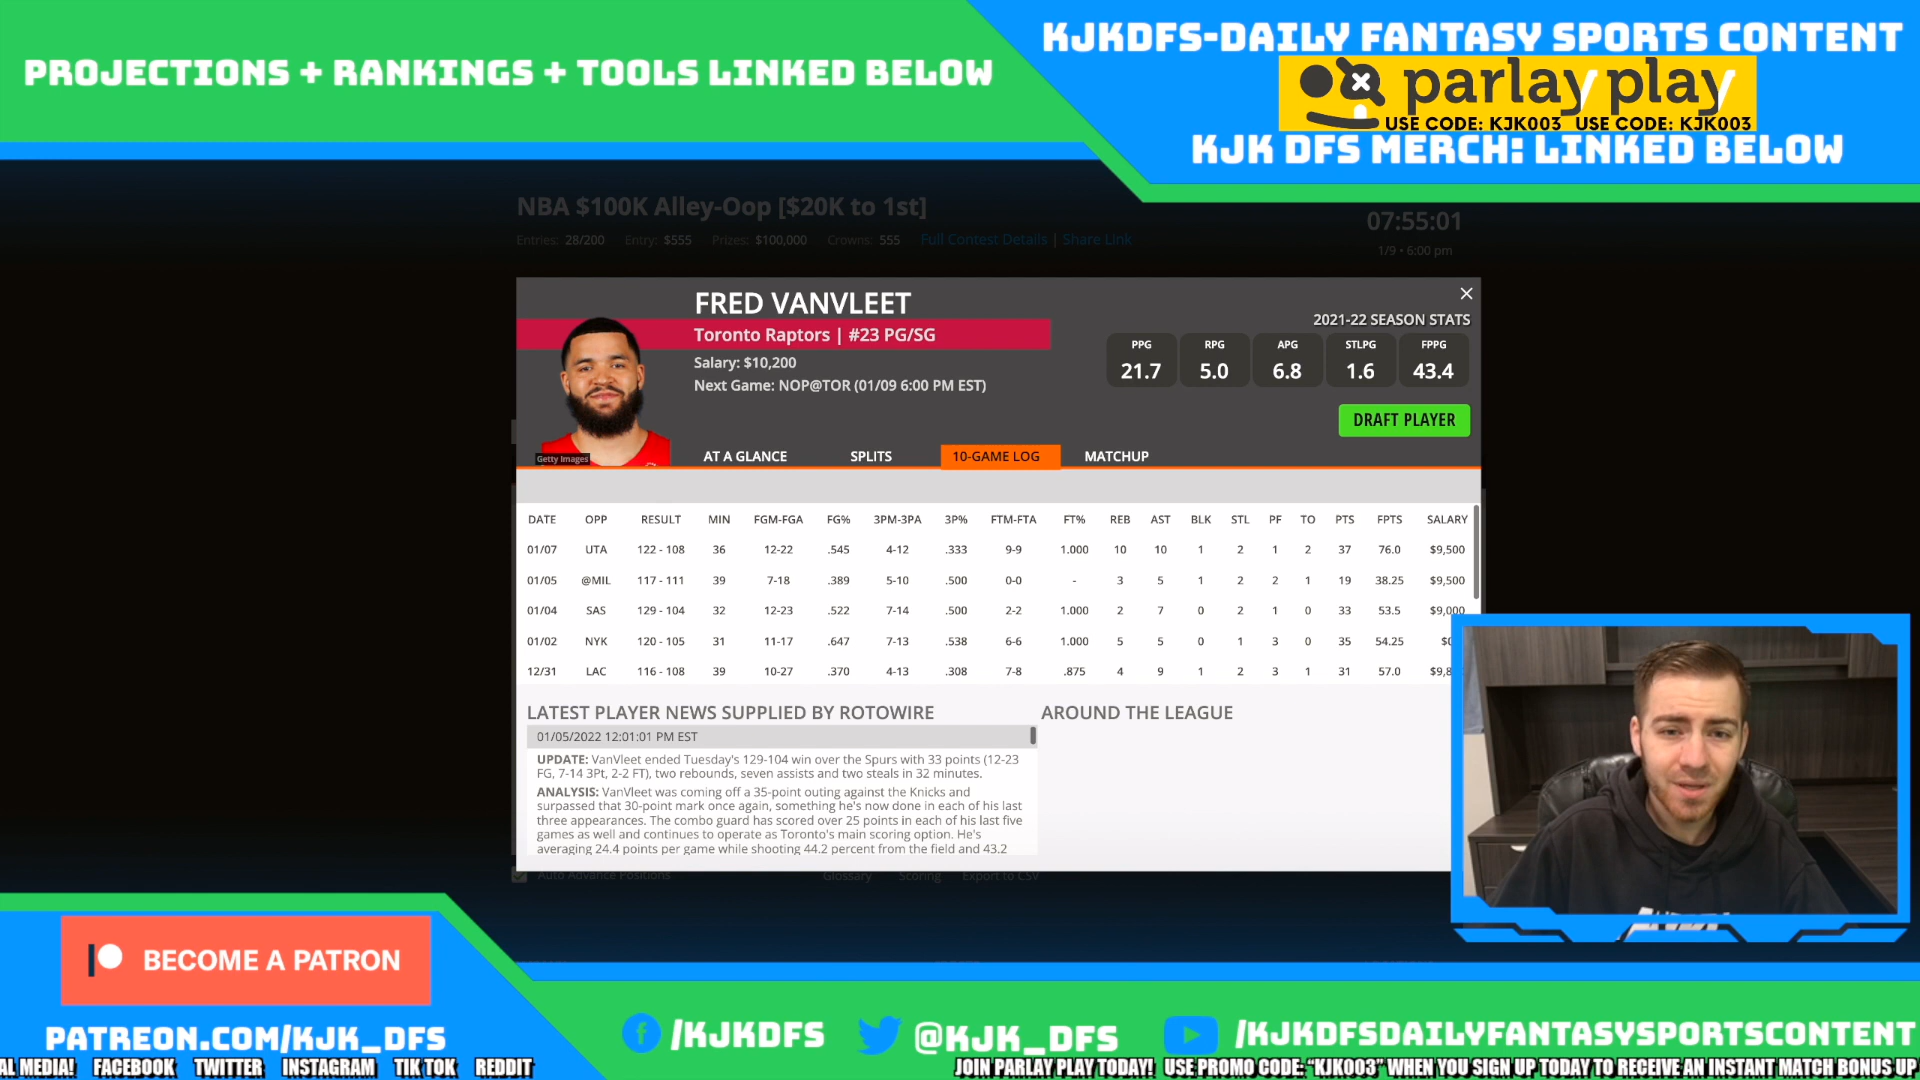 PROJECTIONS + RANKINGS + TOOLS LINKED BELOW
KJKDFS-DAILY FANTASY SPORTS CONTENT
parlay play
USE CODE: KJK003 USE CODE: KJK003
KJK DFS MERCH: LINKED BELOW
NBA $100K Alley-Oop [$20K to 1st]
07:55:01
Entries: 28/200 Entry: $555 Prizes: $100,000 Crowns: 555 Full Contest Details | Share Link
1/9 • 6:00 pm
FRED VANVLEET
Toronto Raptors | #23 PG/SG
Salary: $10,200
Next Game: NOP@TOR (01/09 6:00 PM EST)
2021-22 SEASON STATS
PPG RPG APG STLPG FPPG
21.7 5.0 6.8 1.6 43.4
DRAFT PLAYER
Getty Images
AT A GLANCE SPLITS 10-GAME LOG MATCHUP
DATE OPP RESULT MIN FGM-FGA FG% 3PM-3PA 3P% FTM-FTA FT% REB AST BLK STL PF TO PTS FPTS SALARY
01/07 UTA 122 - 108 36 12-22 .545 4-12 .333 9-9 1.000 10 10 1 2 1 2 37 76.0 $9,500
01/05 @MIL 117 - 111 39 7-18 .389 5-10 .500 0-0 - 3 5 1 2 2 1 19 38.25 $9,500
01/04 SAS 129 - 104 32 12-23 .522 7-14 .500 2-2 1.000 2 7 0 2 1 0 33 53.5 $9,000
01/02 NYK 120 - 105 31 11-17 .647 7-13 .538 6-6 1.000 5 5 0 1 3 0 35 54.25
12/31 LAC 116 - 108 39 10-27 .370 4-13 .308 7-8 .875 4 9 1 2 3 1 31 57.0
LATEST PLAYER NEWS SUPPLIED BY ROTOWIRE
AROUND THE LEAGUE
01/05/2022 12:01:01 PM EST
UPDATE: VanVleet ended Tuesday's 129-104 win over the Spurs with 33 points (12-23
FG, 7-14 3Pt, 2-2 FT), two rebounds, seven assists and two steals in 32 minutes.
ANALYSIS: VanVleet was coming off a 35-point outing against the Knicks and
surpassed that 30-point mark once again, something he's now done in each of his last
three appearances. The combo guard has scored over 25 points in each of his last five
games as well and continues to operate as Toronto's main scoring option. He's
averaging 24.4 points per game while shooting 44.2 percent from the field and 43.2
Auto Advance Positions Glossary Scoring Export to CSV
BECOME A PATRON
PATREON.COM/KJK_DFS
/KJKDFS
@KJK_DFS
/KJKDFSDAILYFANTASYSPORTSCONTENT
AL MEDIA! FACEBOOK TWITTER INSTAGRAM TIK TOK REDDIT
JOIN PARLAY PLAY TODAY! USE PROMO CODE: "KJK003" WHEN YOU SIGN UP TODAY TO RECEIVE AN INSTANT MATCH BONUS UP